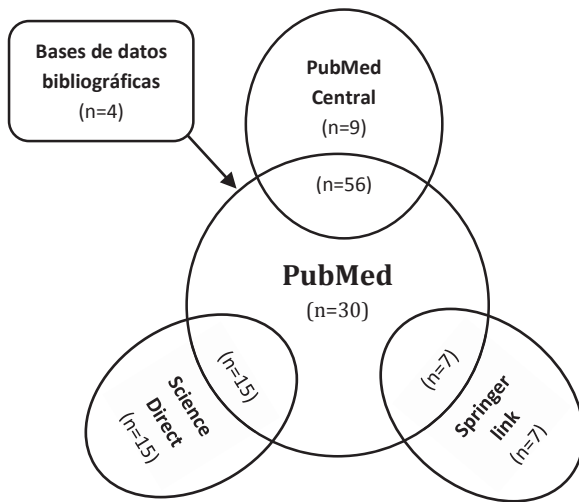 Bases de datos
bibliográficas
(n=4)
PubMed
Central
(n=9)
(n=56)
PubMed
(n=30)
(n=15)
Science
Direct
(n=15)
(n=7)
Springer
link
(n=7)